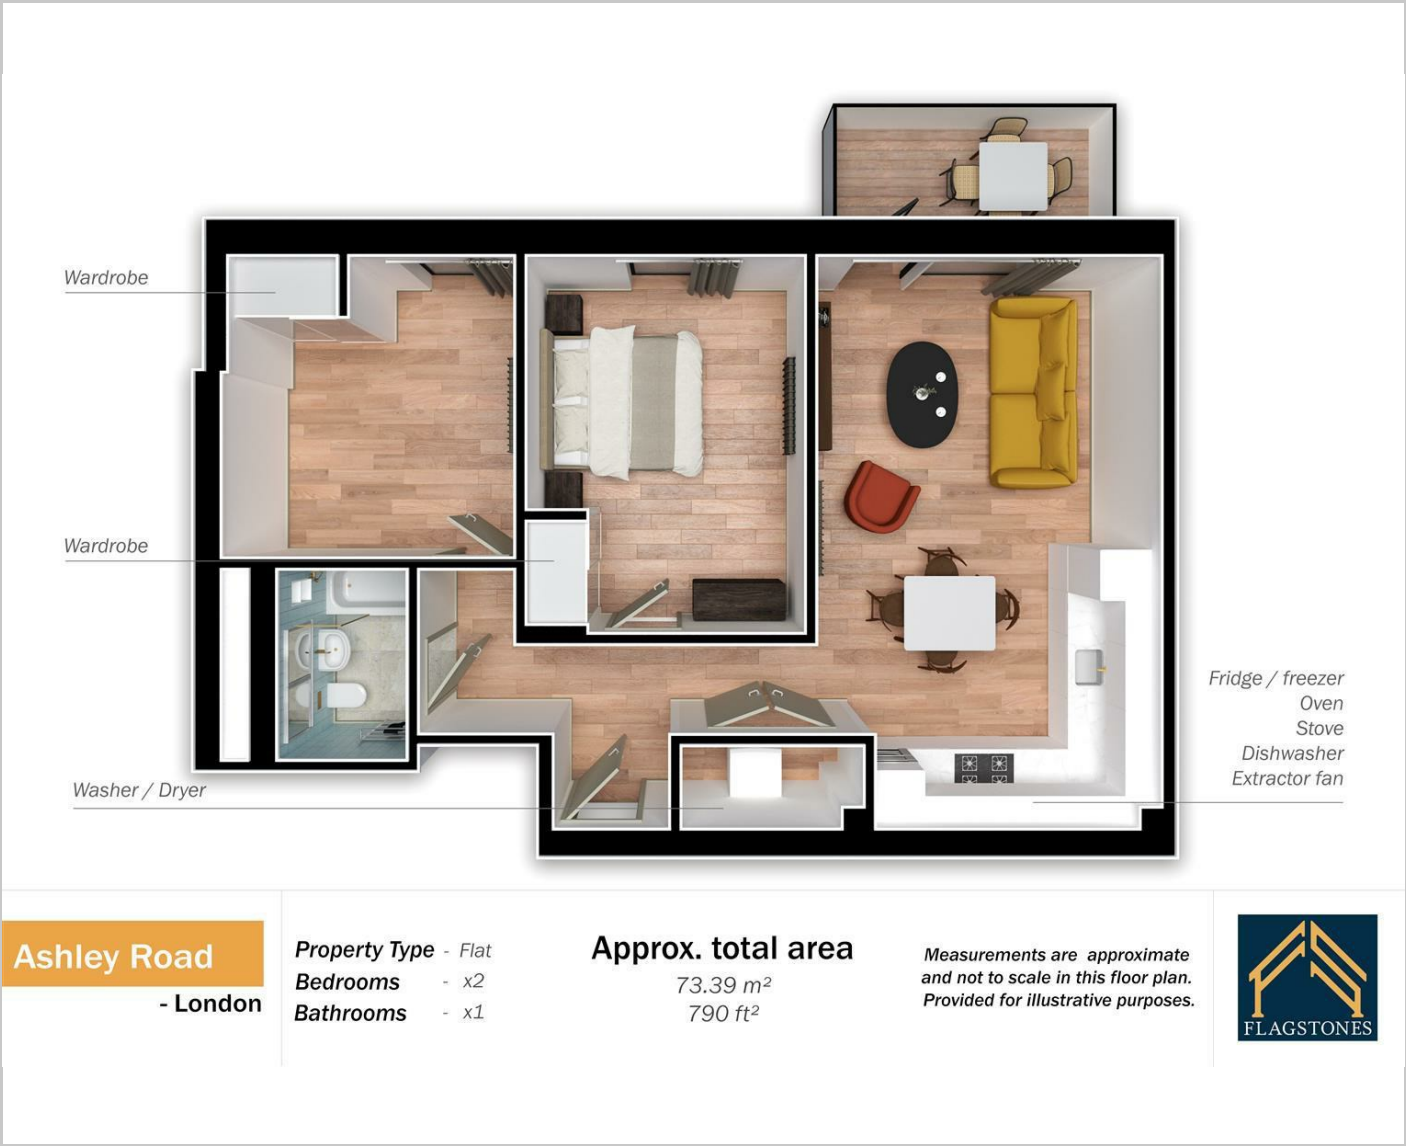 Wardrobe
Wardrobe
Washer / Dryer
Fridge / freezer
Oven
Stove
Dishwasher
Extractor fan
Ashley Road
- London
Property Type - Flat
Bedrooms - x2
Bathrooms - x1
Approx. total area
73.39 m²
790 ft²
Measurements are approximate
and not to scale in this floor plan.
Provided for illustrative purposes.
FLAGSTONES